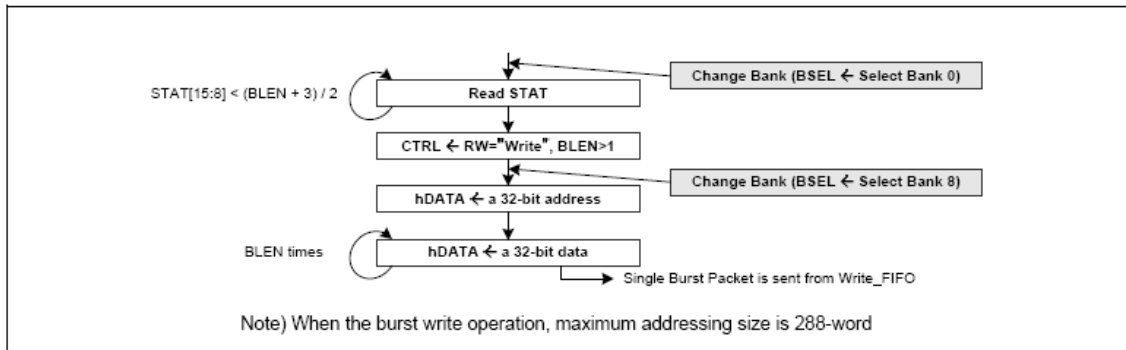 Change Bank (BSEL ← Select Bank 0)
STAT[15:8] < (BLEN + 3) / 2
Read STAT
CTRL ← RW="Write", BLEN>1
Change Bank (BSEL ← Select Bank 8)
hDATA ← a 32-bit address
BLEN times
hDATA ← a 32-bit data
Single Burst Packet is sent from Write_FIFO
Note) When the burst write operation, maximum addressing size is 288-word